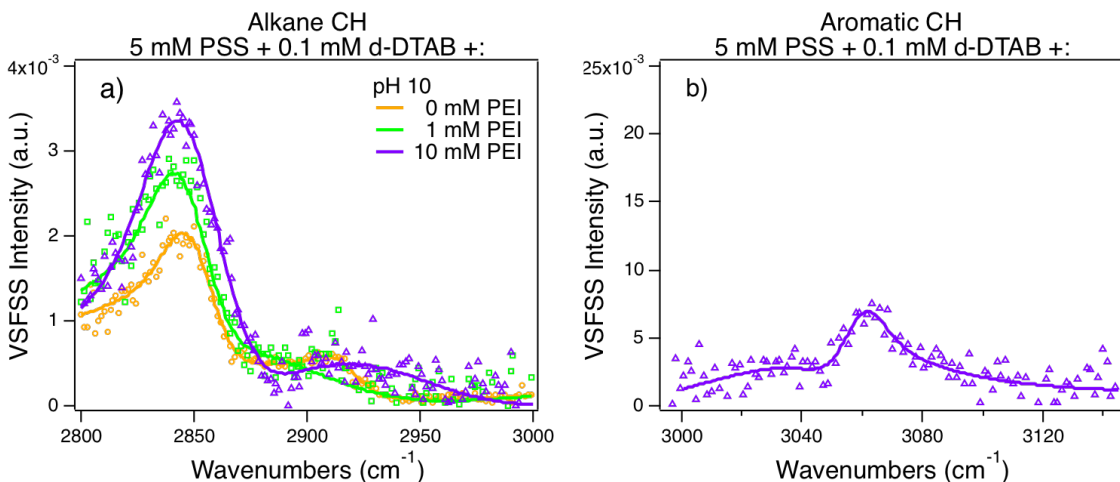 Alkane CH
5 mM PSS + 0.1 mM d-DTAB +:
4x10⁻³
3
2
1
0
VSFSS Intensity (a.u.)
a)
pH 10
0 mM PEI
1 mM PEI
10 mM PEI
2800
2850
2900
2950
3000
Wavenumbers (cm⁻¹)
Aromatic CH
5 mM PSS + 0.1 mM d-DTAB +:
25x10⁻³
20
15
10
5
0
VSFSS Intensity (a.u.)
b)
3000
3040
3080
3120
Wavenumbers (cm⁻¹)